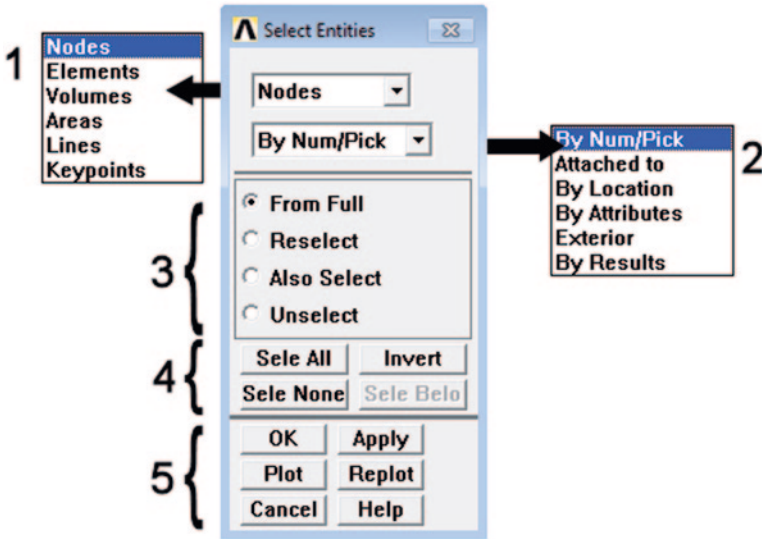 1
Nodes
Elements
Volumes
Areas
Lines
Keypoints
Select Entities
Nodes
By Num/Pick
By Num/Pick
Attached to
By Location
By Attributes
Exterior
By Results
2
3
From Full
Reselect
Also Select
Unselect
4
Sele All Invert
Sele None Sele Belo
5
OK Apply
Plot Replot
Cancel Help